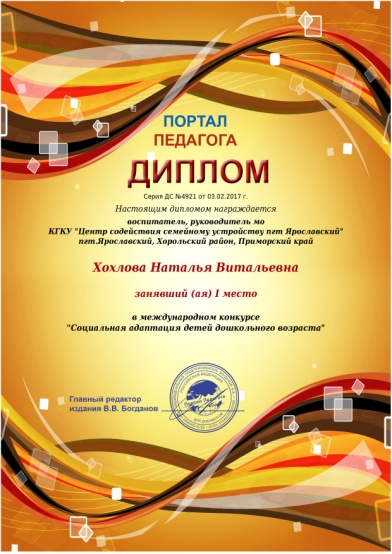 ПОРТАЛ
ПЕДАГОГА
ДИПЛОМ
Серия ДС №4921 от 03.02.2017 г.
Настоящим дипломом награждается
воспитатель, руководитель мо
КГКУ "Центр содействия семейному устройству пгт Ярославский"
пгт.Ярославский, Хорольский район, Приморский край
Хохлова Наталья Витальевна
занявший (ая) I место
в международном конкурсе
"Социальная адаптация детей дошкольного возраста"
Главный редактор
издания В.В. Богданов